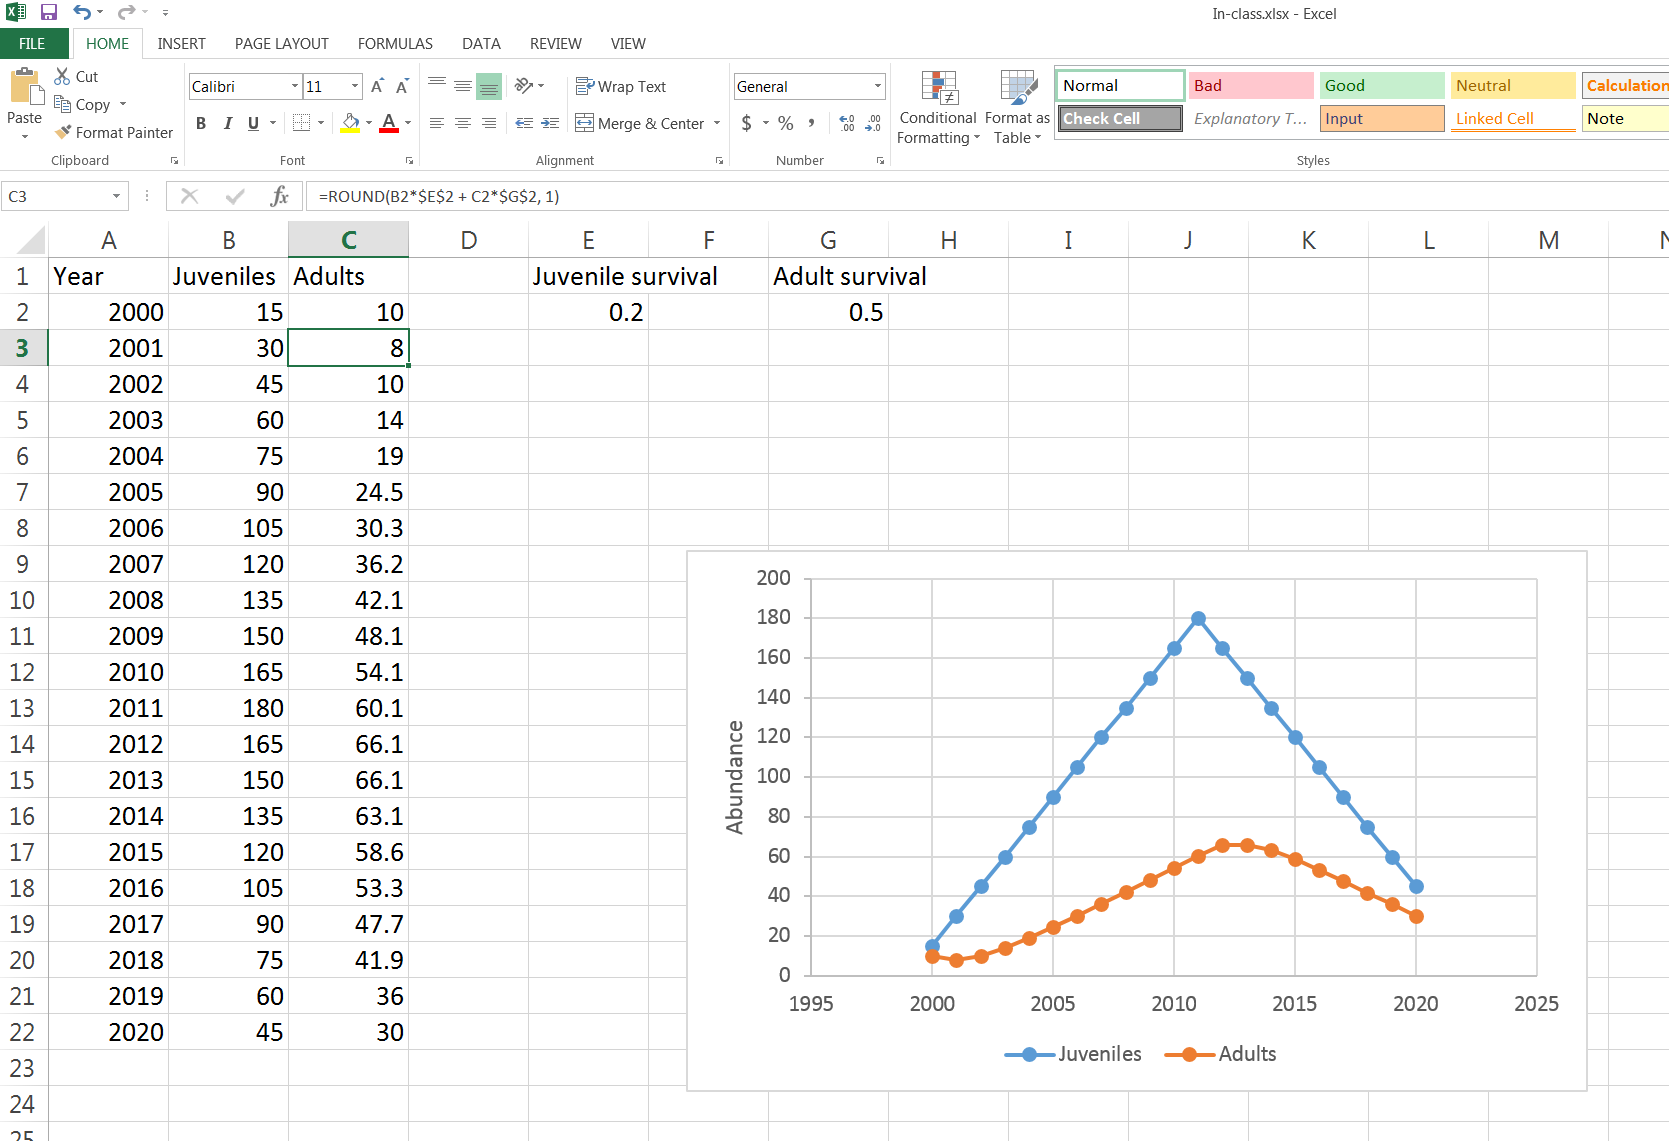 In-class.xlsx - Excel
FILE HOME INSERT PAGE LAYOUT FORMULAS DATA REVIEW VIEW
Paste
Cut
Copy
Format Painter
Clipboard
Calibri 11
B I U
Font
Wrap Text
Merge & Center
Alignment
General
$ % ,
Number
Conditional Formatting
Format as Table
Normal Bad Good Neutral Calculation
Check Cell Explanatory T... Input Linked Cell Note
Styles
C3 fx =ROUND(B2*$E$2 + C2*$G$2, 1)
A B C D E F G H I J K L M
1 Year Juveniles Adults Juvenile survival Adult survival
2 2000 15 10 0.2 0.5
3 2001 30 8
4 2002 45 10
5 2003 60 14
6 2004 75 19
7 2005 90 24.5
8 2006 105 30.3
9 2007 120 36.2
10 2008 135 42.1
11 2009 150 48.1
12 2010 165 54.1
13 2011 180 60.1
14 2012 165 66.1
15 2013 150 66.1
16 2014 135 63.1
17 2015 120 58.6
18 2016 105 53.3
19 2017 90 47.7
20 2018 75 41.9
21 2019 60 36
22 2020 45 30
23
24
25
Abundance
200
180
160
140
120
100
80
60
40
20
0
1995 2000 2005 2010 2015 2020 2025
Juveniles Adults